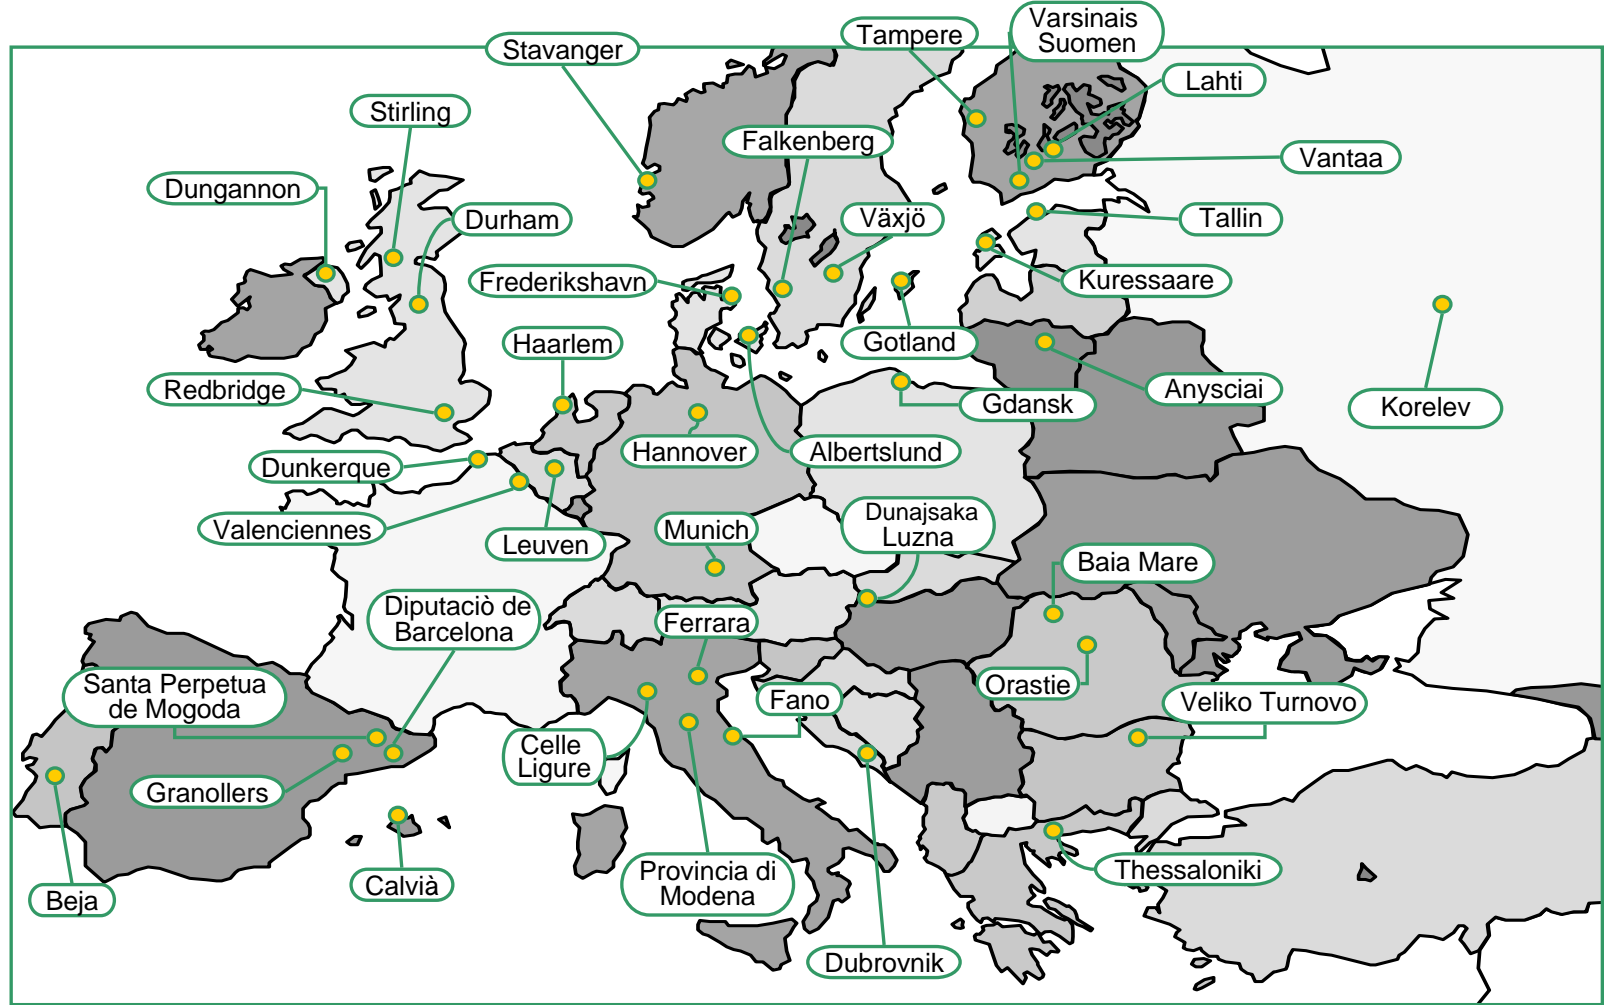 Varsinais
Suomen
Tampere
Stavanger
Lahti
Stirling
Falkenberg
Vantaa
Dungannon
Durham
Växjö
Tallin
Frederikshavn
Kuressaare
Haarlem
Gotland
Redbridge
Anysciai
Gdansk
Korelev
Hannover
Albertslund
Dunkerque
Valenciennes
Leuven
Munich
Dunajsaka
Luzna
Baia Mare
Diputaciò de
Barcelona
Ferrara
Santa Perpetua
de Mogoda
Fano
Orastie
Veliko Turnovo
Celle
Ligure
Granollers
Provincia di
Modena
Thessaloniki
Calvià
Beja
Dubrovnik